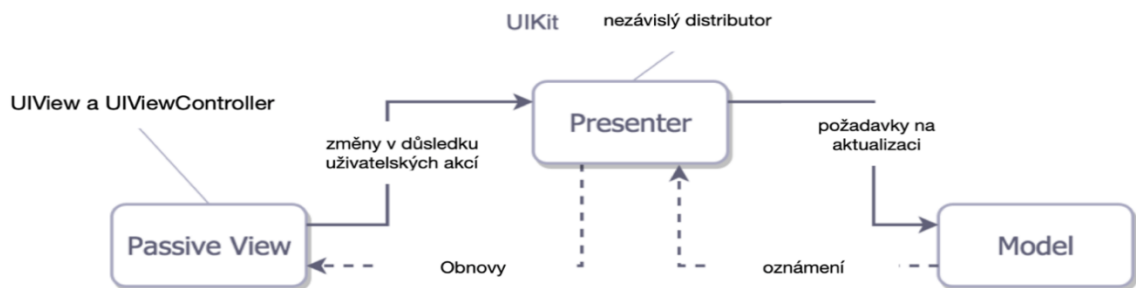 UIKit nezávislý distributor
UIView a UIViewController
Presenter
změny v důsledku
uživatelských akcí
požadavky na
aktualizaci
Passive View
Model
Obnovy
oznámení